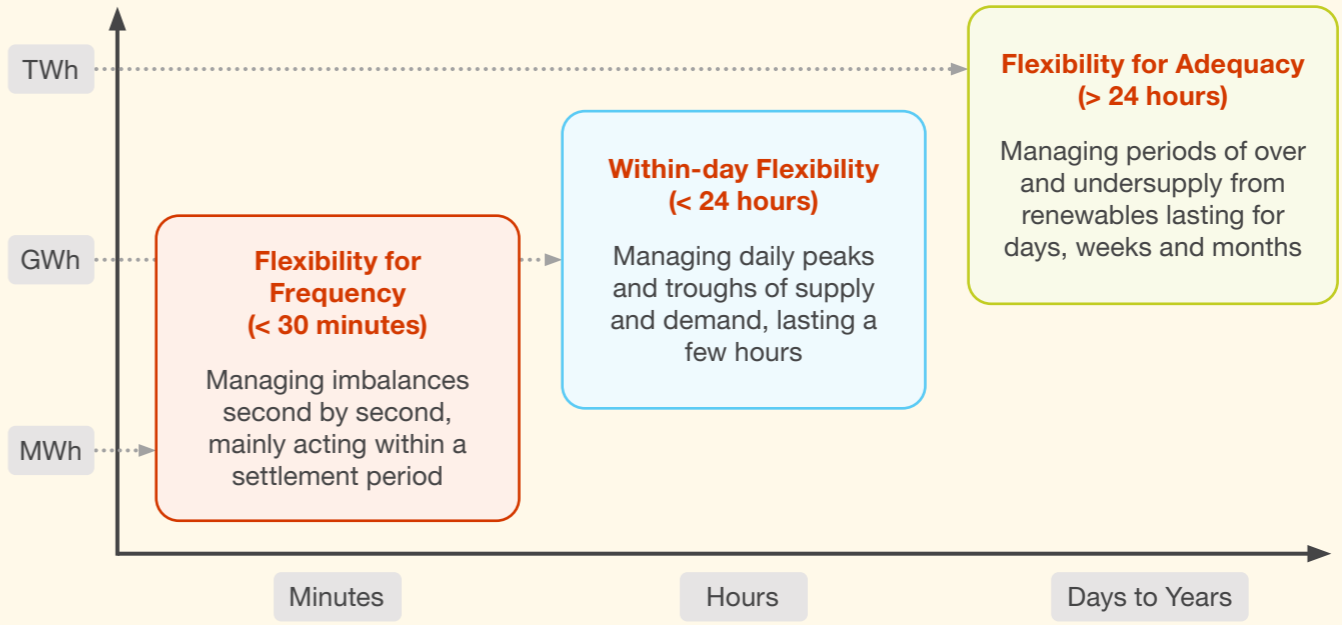 TWh
GWh
MWh
Flexibility for
Frequency
(< 30 minutes)
Managing imbalances
second by second,
mainly acting within a
settlement period
Within-day Flexibility
(< 24 hours)
Managing daily peaks
and troughs of supply
and demand, lasting a
few hours
Flexibility for Adequacy
(> 24 hours)
Managing periods of over
and undersupply from
renewables lasting for
days, weeks and months
Minutes
Hours
Days to Years